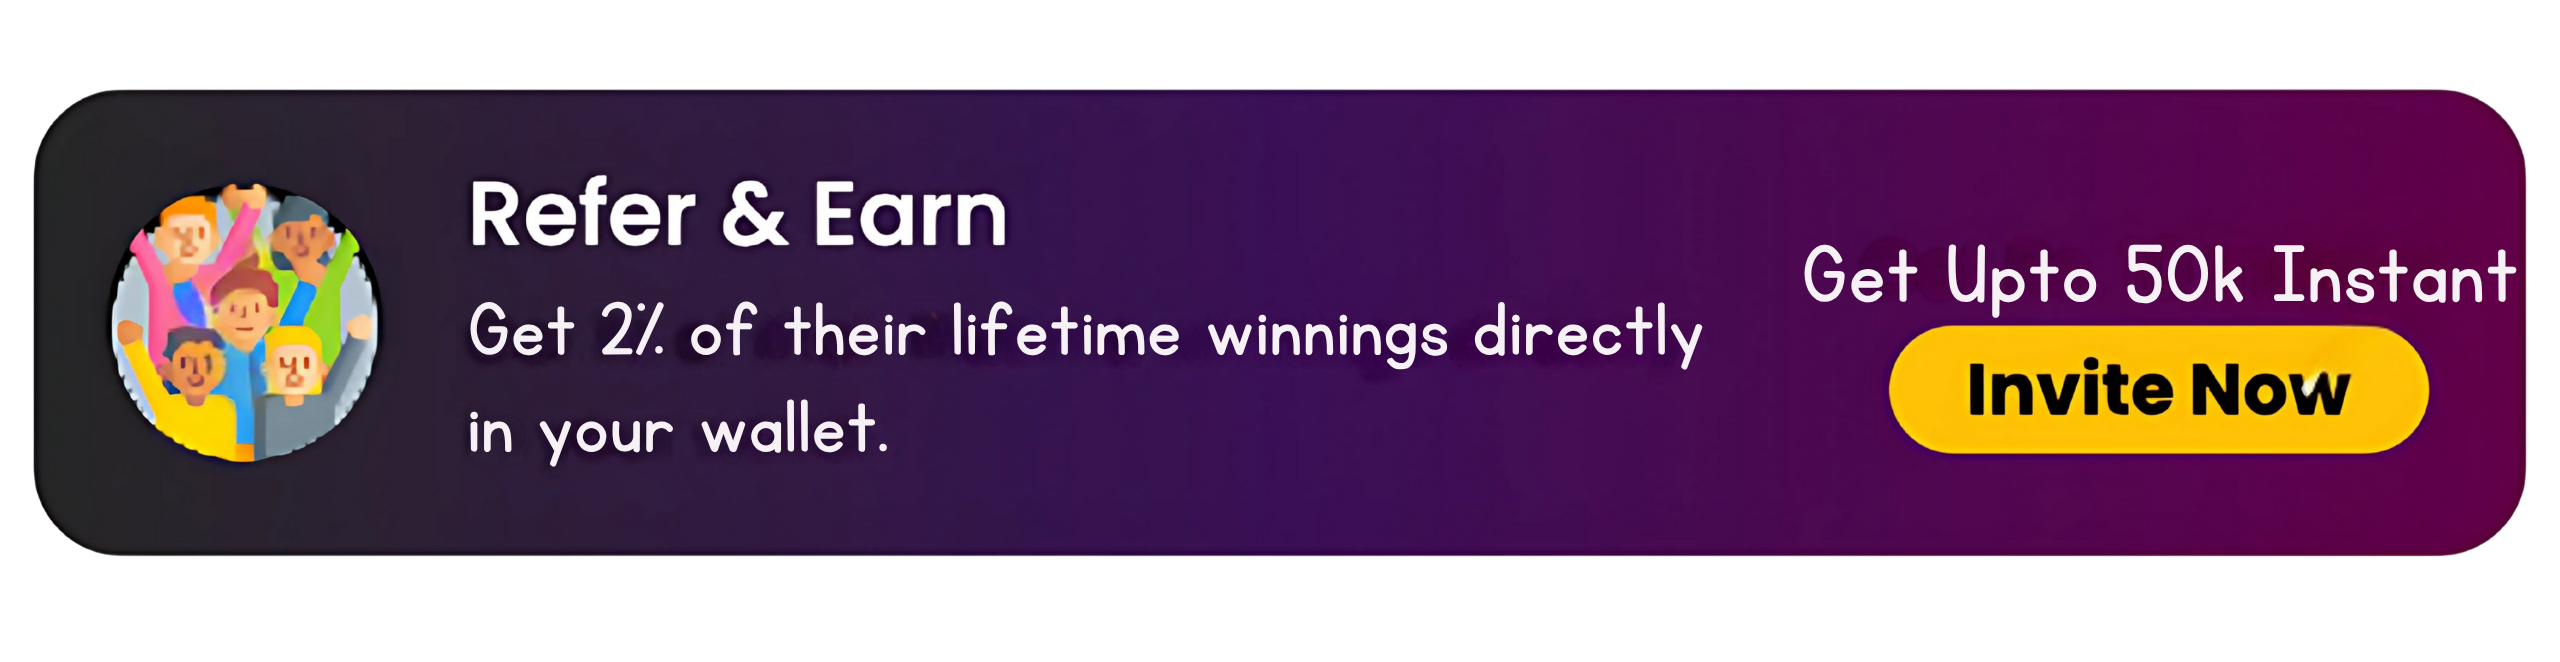 Refer & Earn
Get 2% of their lifetime winnings directly
in your wallet.
Get Upto 50k Instant
Invite Now